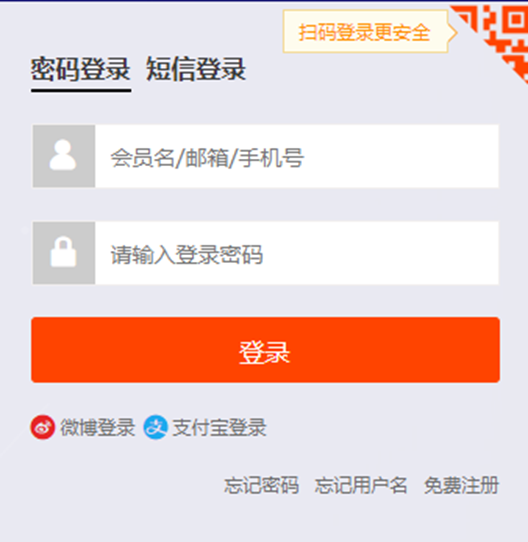 扫码登录更安全
密码登录 短信登录
会员名/邮箱/手机号
请输入登录密码
登录
微博登录 支付宝登录
忘记密码 忘记用户名 免费注册